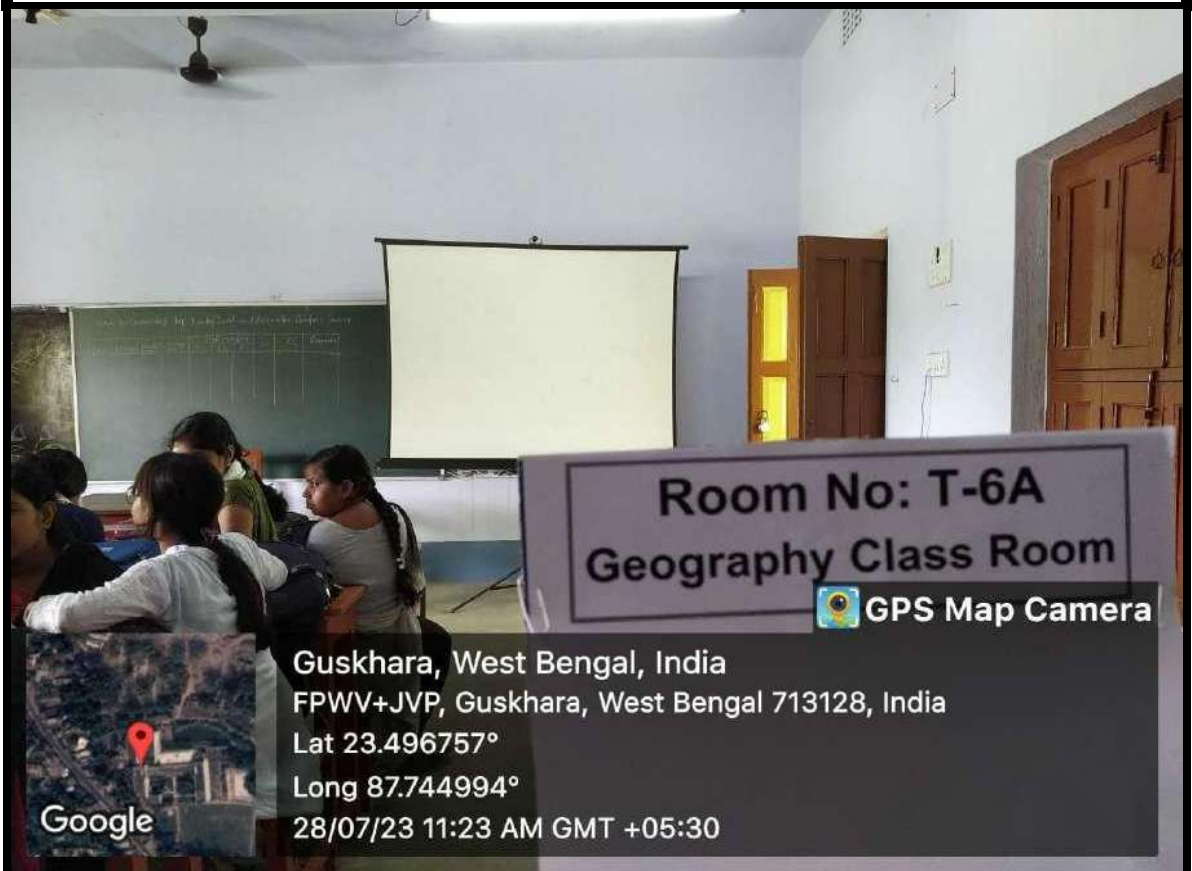 Room No: T-6A
Geography Class Room
GPS Map Camera
Guskhara, West Bengal, India
FPWV+JVP, Guskhara, West Bengal 713128, India
Lat 23.496757°
Long 87.744994°
28/07/23 11:23 AM GMT +05:30
Google